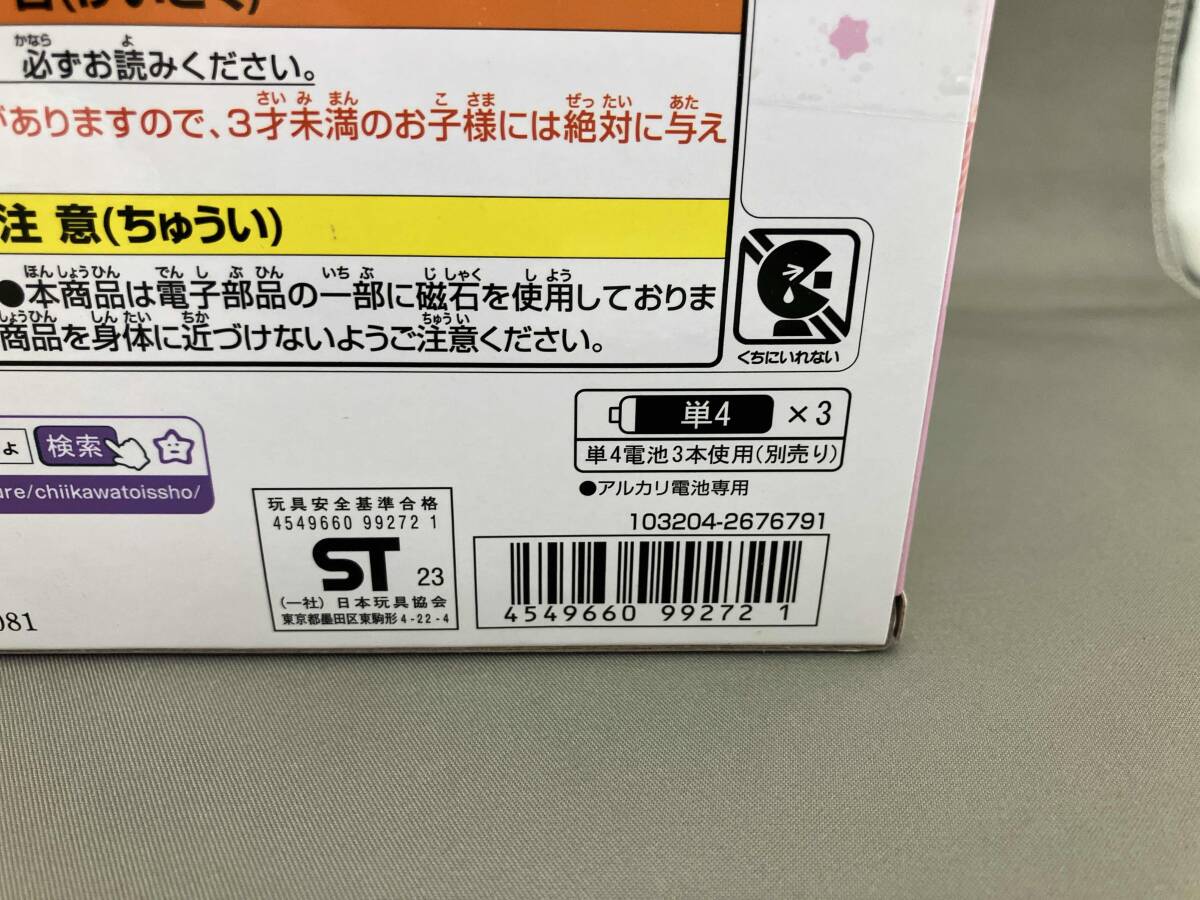 告(けいこく)
必ずお読みください。
がありますので、3才未満のお子様には絶対に与え
注 意(ちゅうい)
●本商品は電子部品の一部に磁石を使用しておりま
商品を身体に近づけないようご注意ください。
くちにいれない
単4 ×3
単4電池3本使用(別売り)
●アルカリ電池専用
ょ 検索
are/chiikawatoissho/
玩具安全基準合格
4549660 99272 1
ST 23
(一社) 日本玩具協会
東京都墨田区東駒形4-22-4
103204-2676791
4549660 992721
081